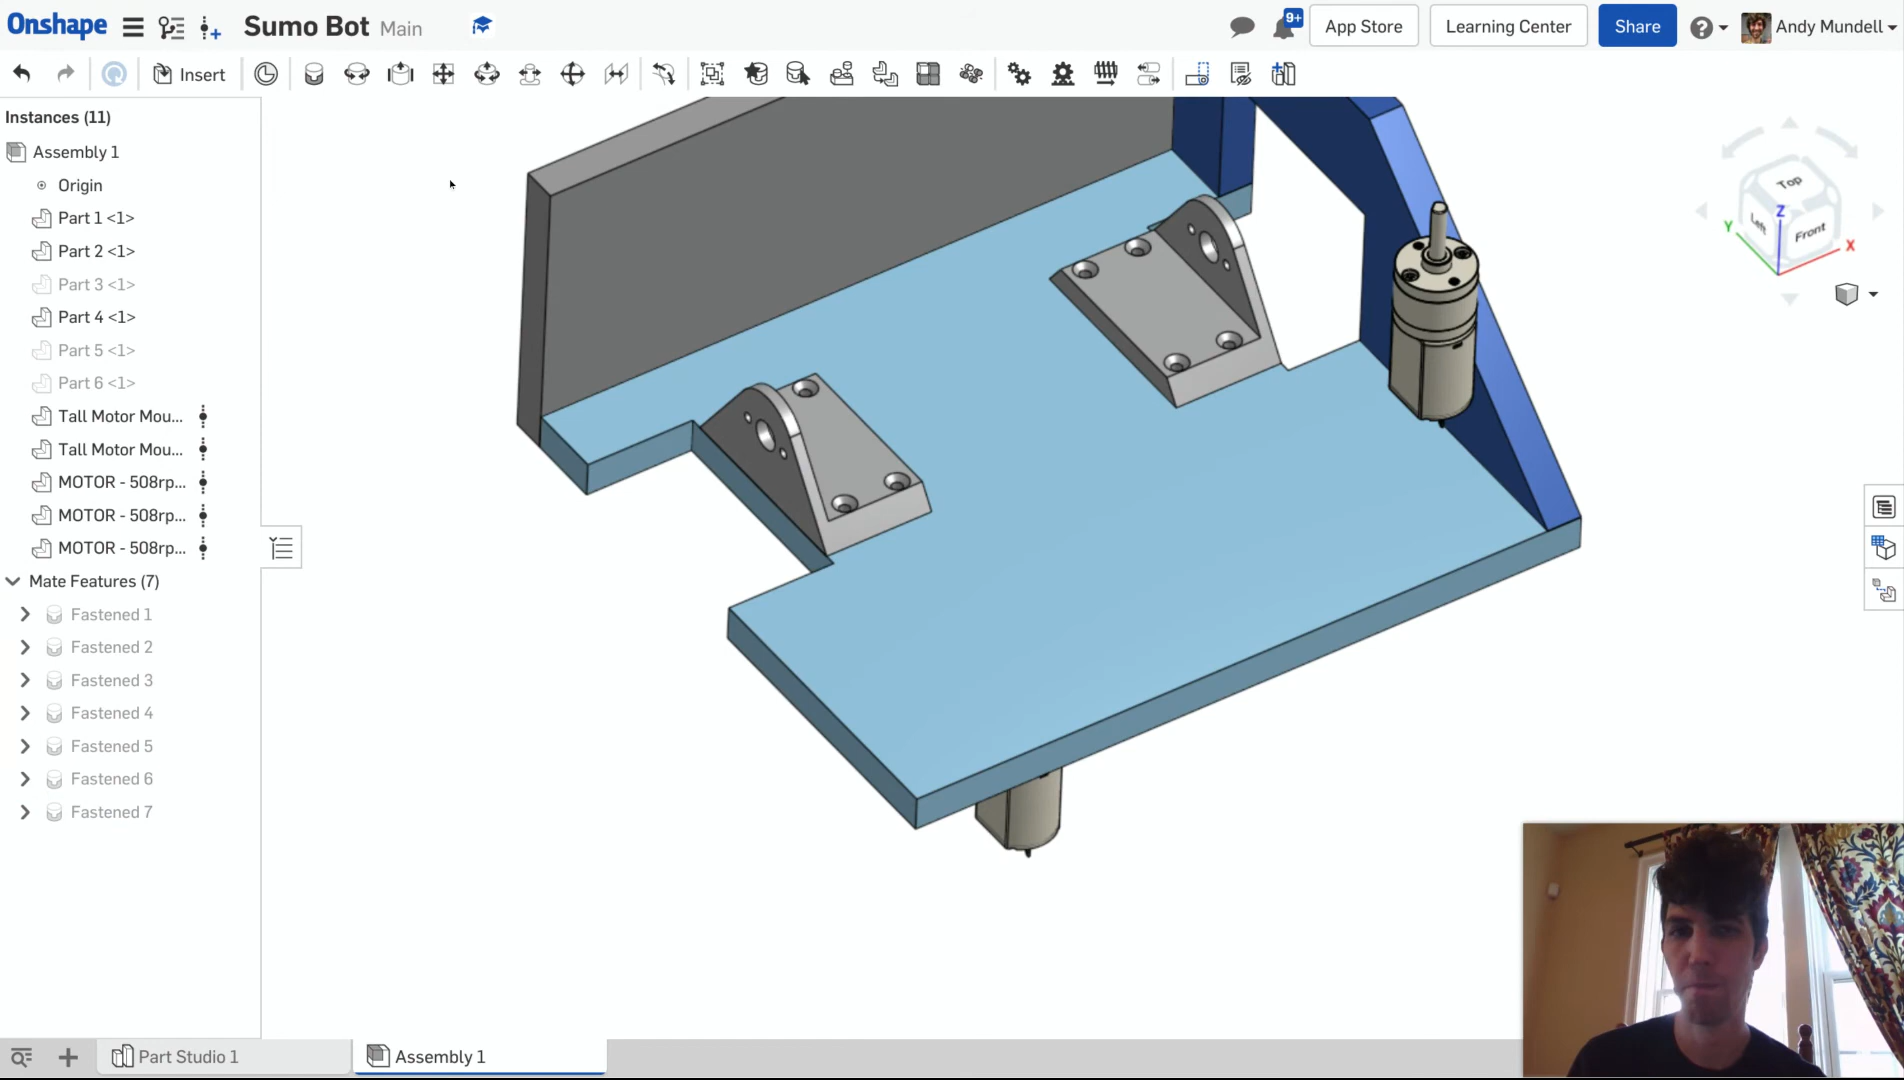 Onshape
Sumo Bot Main
9+
App Store
Learning Center
Share
Andy Mundell
Insert
Instances (11)
Assembly 1
Origin
Part 1 <1>
Part 2 <1>
Part 3 <1>
Part 4 <1>
Part 5 <1>
Part 6 <1>
Tall Motor Mou...
Tall Motor Mou...
MOTOR - 508rp...
MOTOR - 508rp...
MOTOR - 508rp...
Mate Features (7)
Fastened 1
Fastened 2
Fastened 3
Fastened 4
Fastened 5
Fastened 6
Fastened 7
Top
Left
Front
Z
Y
X
Part Studio 1
Assembly 1